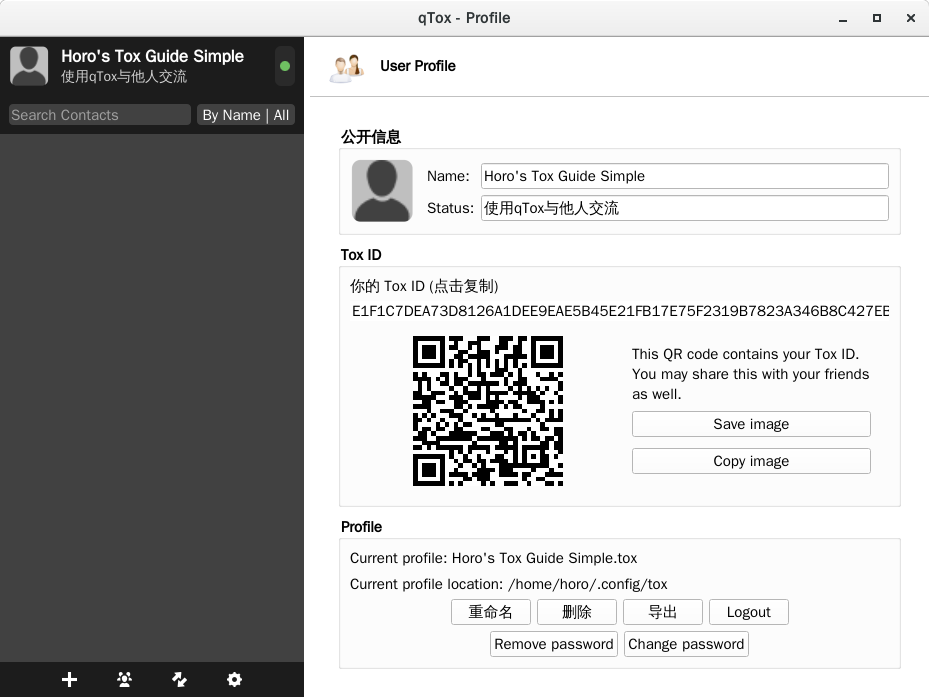 qTox - Profile
Horo's Tox Guide Simple
使用qTox与他人交流
Search Contacts
By Name | All
User Profile
公开信息
Name:
Horo's Tox Guide Simple
Status:
使用qTox与他人交流
Tox ID
你的 Tox ID (点击复制)
E1F1C7DEA73D8126A1DEE9EAE5B45E21FB17E75F2319B7823A346B8C427EE
This QR code contains your Tox ID.
You may share this with your friends
as well.
Save image
Copy image
Profile
Current profile: Horo's Tox Guide Simple.tox
Current profile location: /home/horo/.config/tox
重命名
删除
导出
Logout
Remove password
Change password